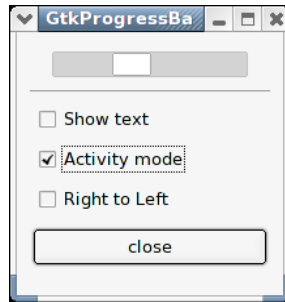 GtkProgressBa
Show text
Activity mode
Right to Left
close